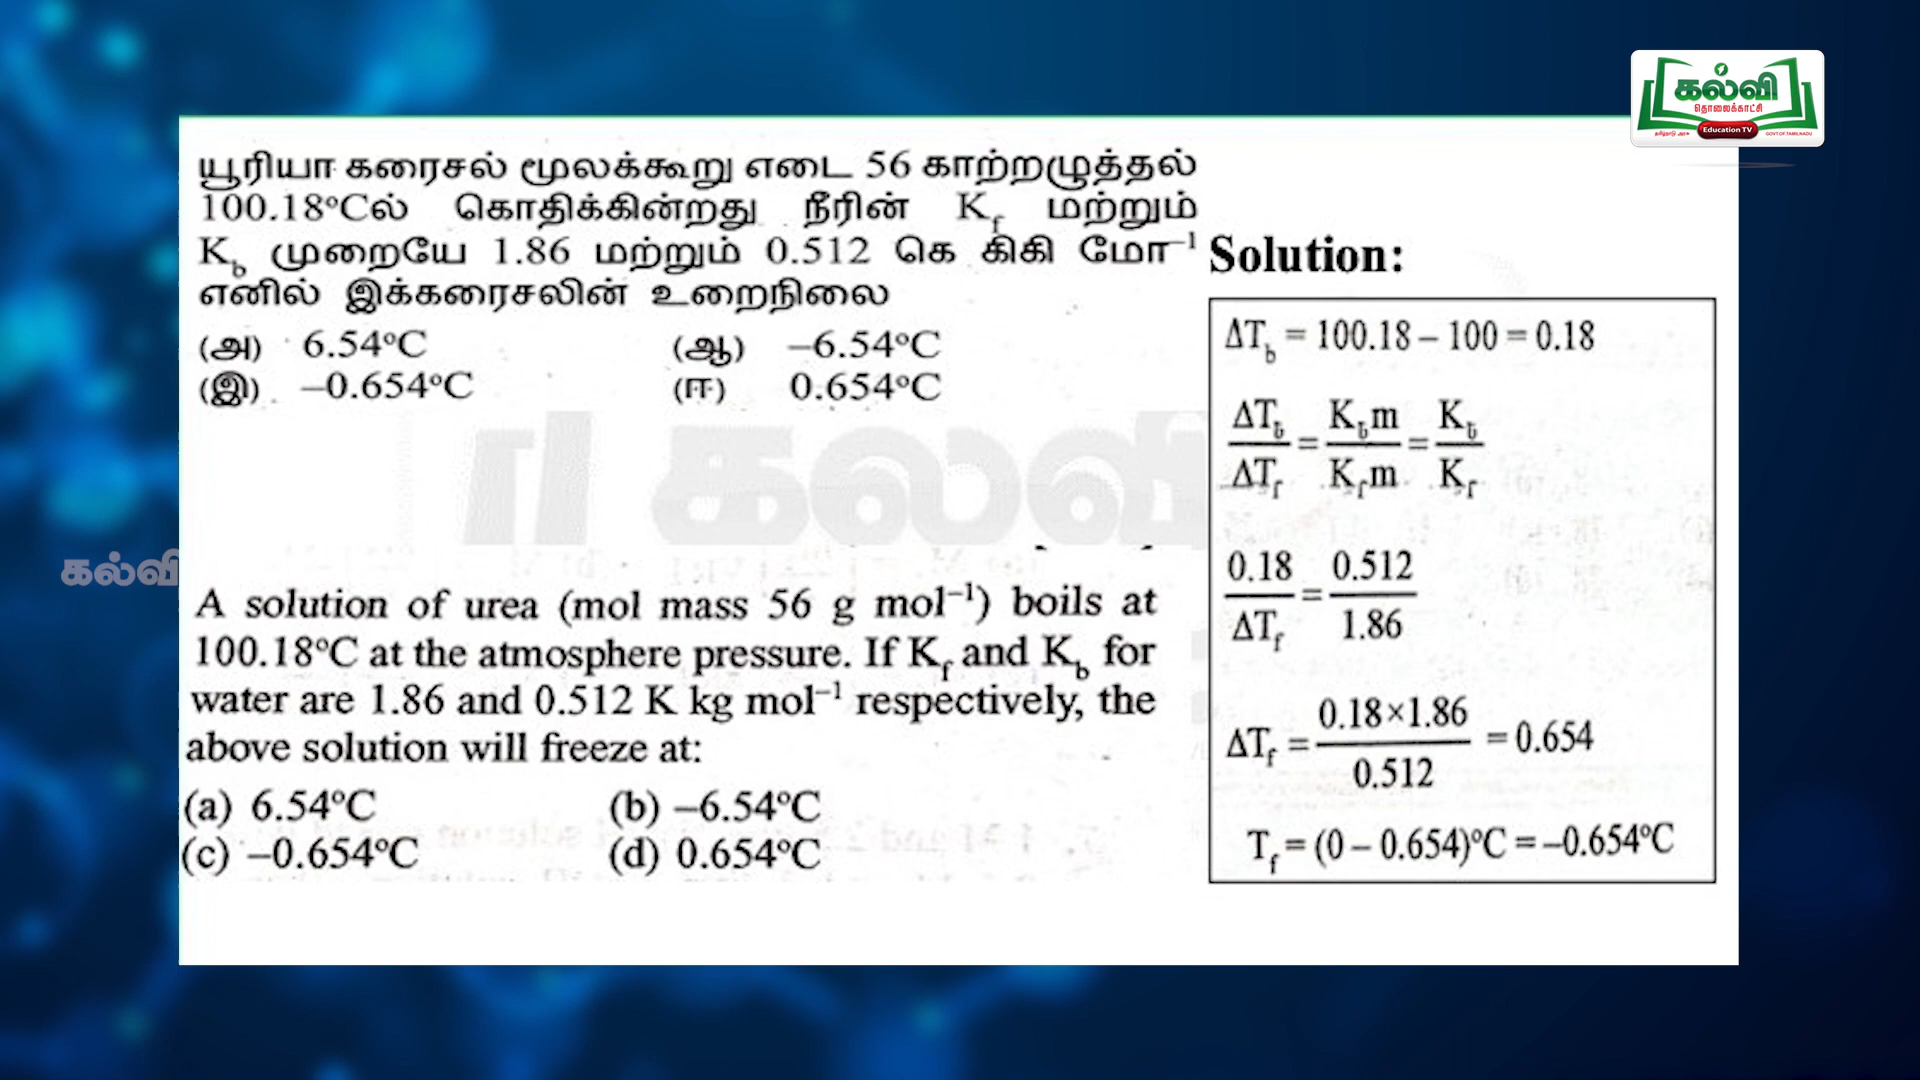 கல்வி
தொலைக்காட்சி
Education TV
யூரியா கரைசல் மூலக்கூறு எடை 56 காற்றழுத்தல்
100.18°Cல் கொதிக்கின்றது நீரின் Kf மற்றும்
Kb முறையே 1.86 மற்றும் 0.512 கெ கிகி மோ⁻¹
எனில் இக்கரைசலின் உறைநிலை
(அ) 6.54°C (ஆ) –6.54°C
(இ) –0.654°C (ஈ) 0.654°C
கல்வி
A solution of urea (mol mass 56 g mol⁻¹) boils at
100.18°C at the atmosphere pressure. If Kf and Kb for
water are 1.86 and 0.512 K kg mol⁻¹ respectively, the
above solution will freeze at:
(a) 6.54°C (b) –6.54°C
(c) –0.654°C (d) 0.654°C
Solution:
ΔTb = 100.18 – 100 = 0.18
ΔTb/ΔTf = Kbm/Kfm = Kb/Kf
0.18/ΔTf = 0.512/1.86
ΔTf = 0.18×1.86/0.512 = 0.654
Tf = (0 – 0.654)°C = –0.654°C